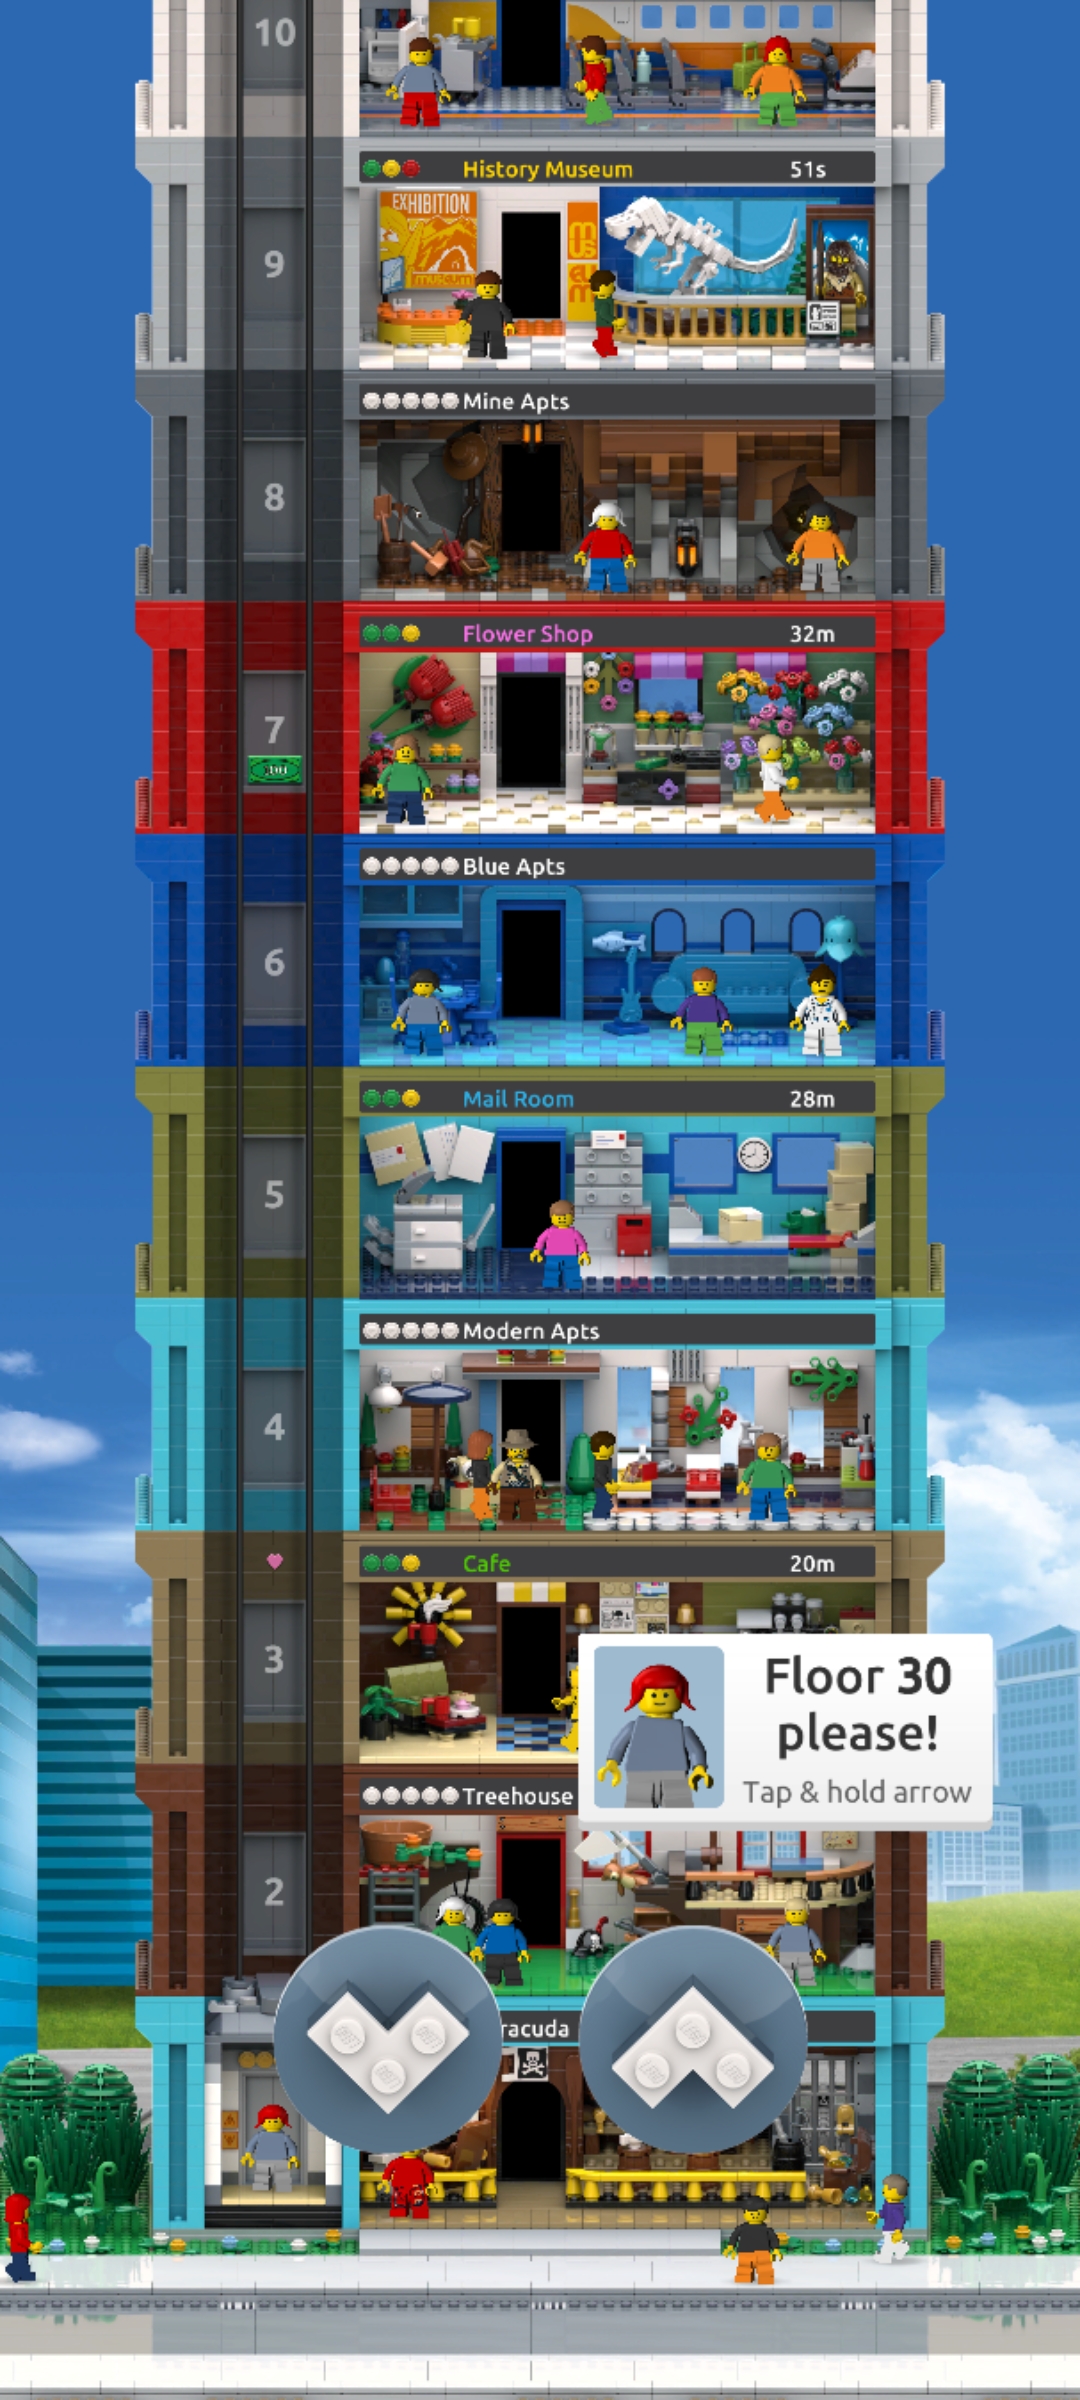 10
History Museum 51s
EXHIBITION
museum
9
Mine Apts
8
Flower Shop 32m
7
Blue Apts
6
Mail Room 28m
5
Modern Apts
4
Cafe 20m
3
Floor 30
please!
Tap & hold arrow
Treehouse
2
racuda